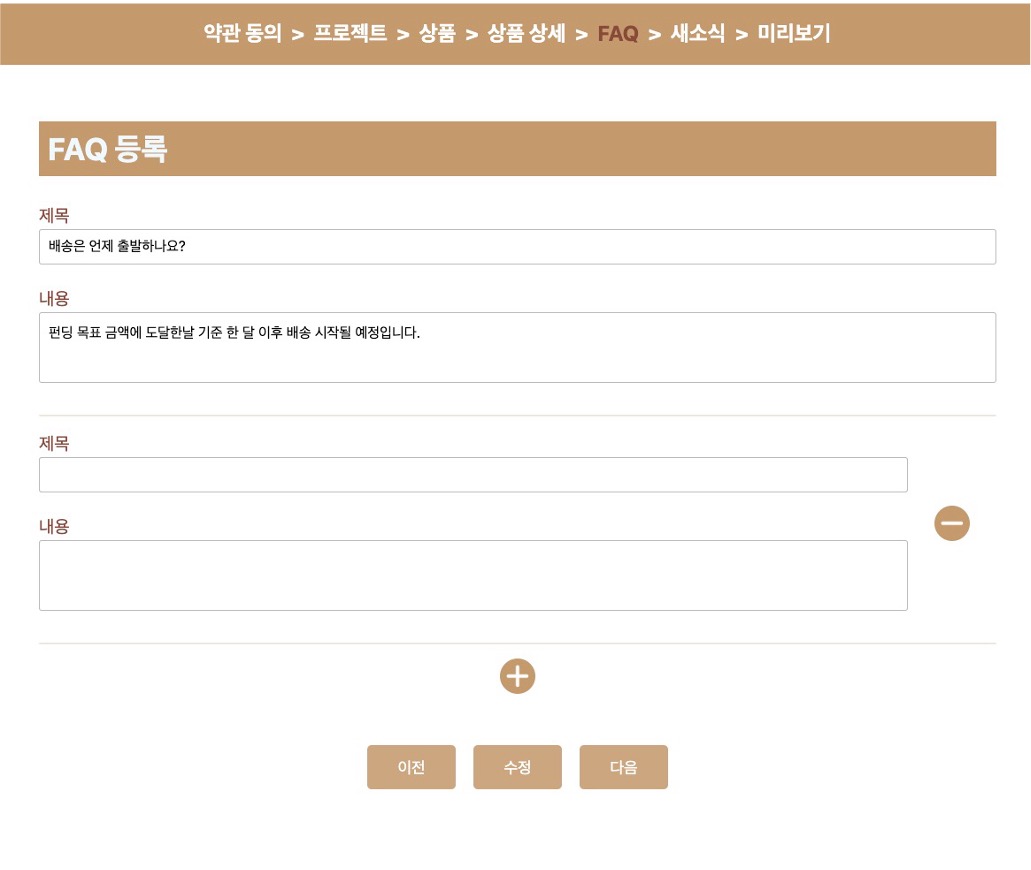 약관 동의 > 프로젝트 > 상품 > 상품 상세 > FAQ > 새소식 > 미리보기
FAQ 등록
제목
배송은 언제 출발하나요?
내용
펀딩 목표 금액에 도달한날 기준 한 달 이후 배송 시작될 예정입니다.
제목
내용
이전 수정 다음